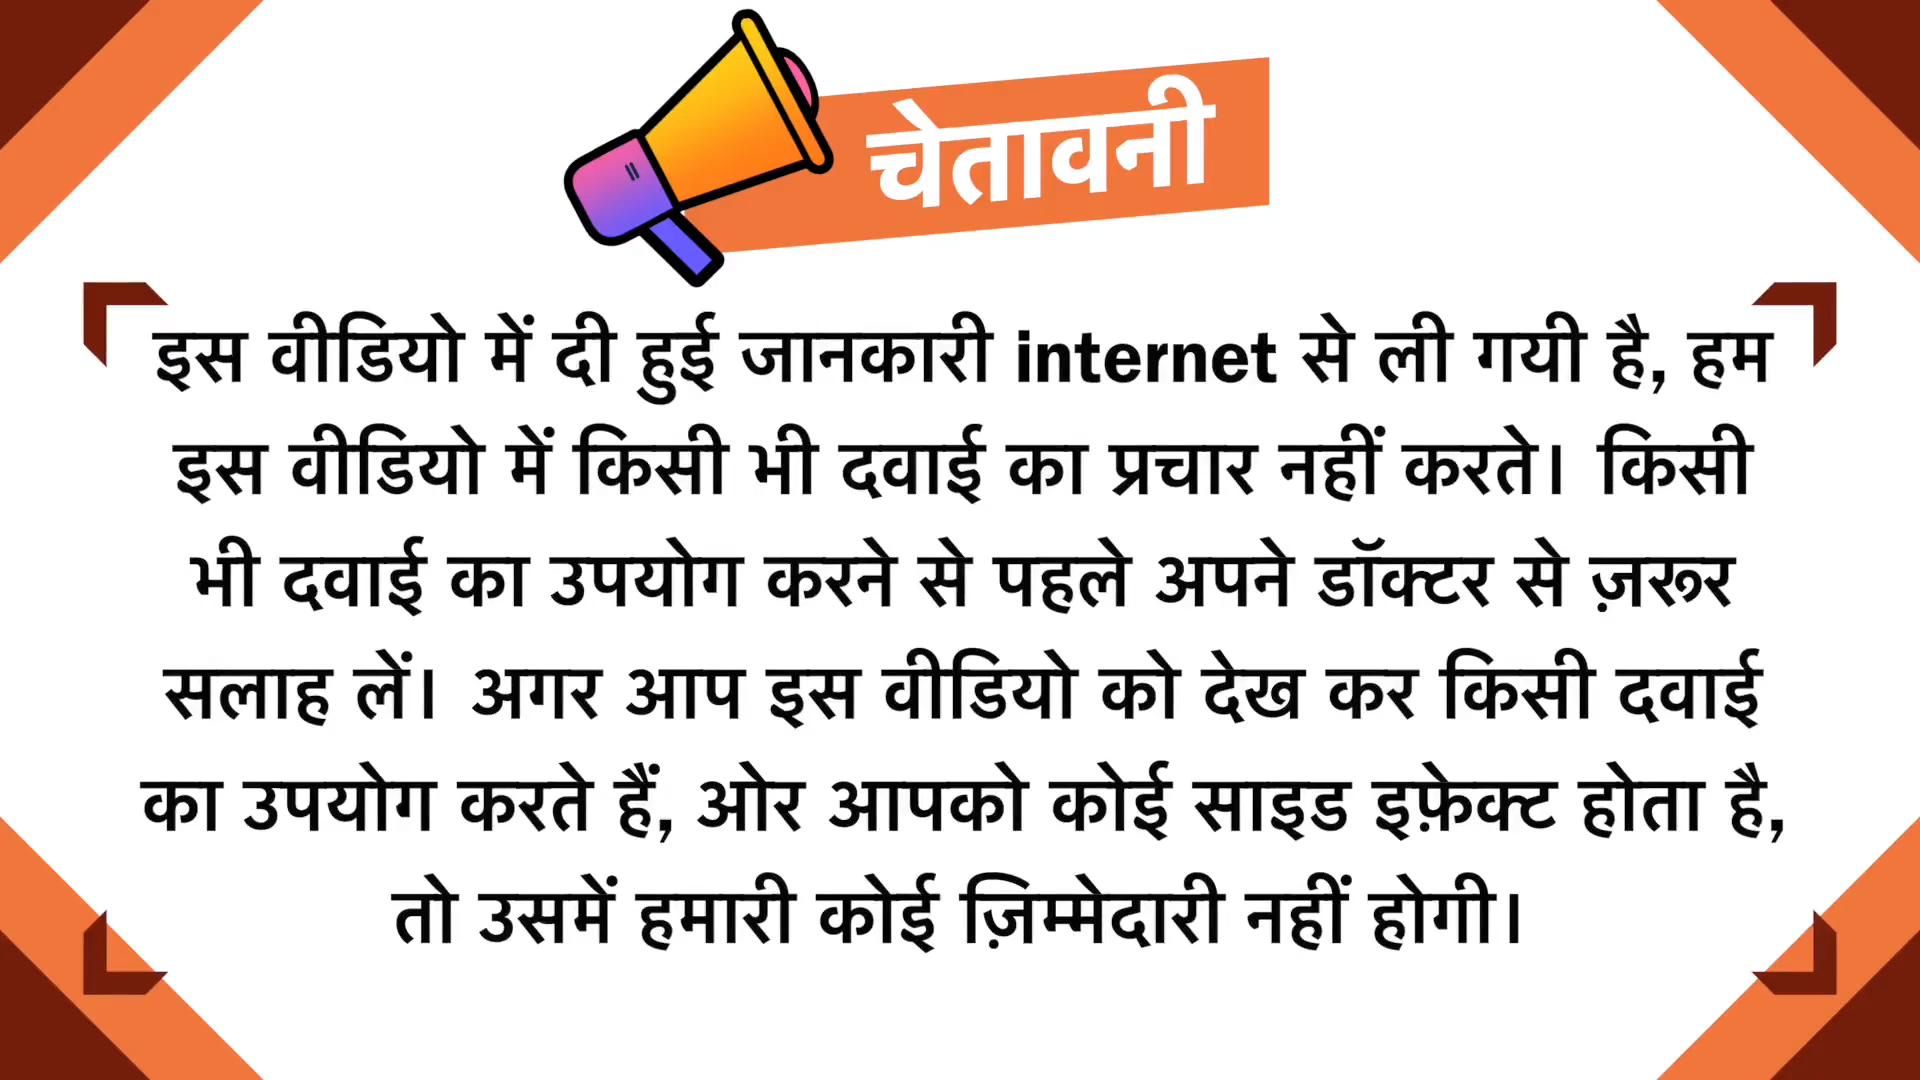 चेतावनी
इस वीडियो में दी हुई जानकारी internet से ली गयी है, हम
इस वीडियो में किसी भी दवाई का प्रचार नहीं करते। किसी
भी दवाई का उपयोग करने से पहले अपने डॉक्टर से ज़रूर
सलाह लें। अगर आप इस वीडियो को देख कर किसी दवाई
का उपयोग करते हैं, ओर आपको कोई साइड इफ़ेक्ट होता है,
तो उसमें हमारी कोई ज़िम्मेदारी नहीं होगी।